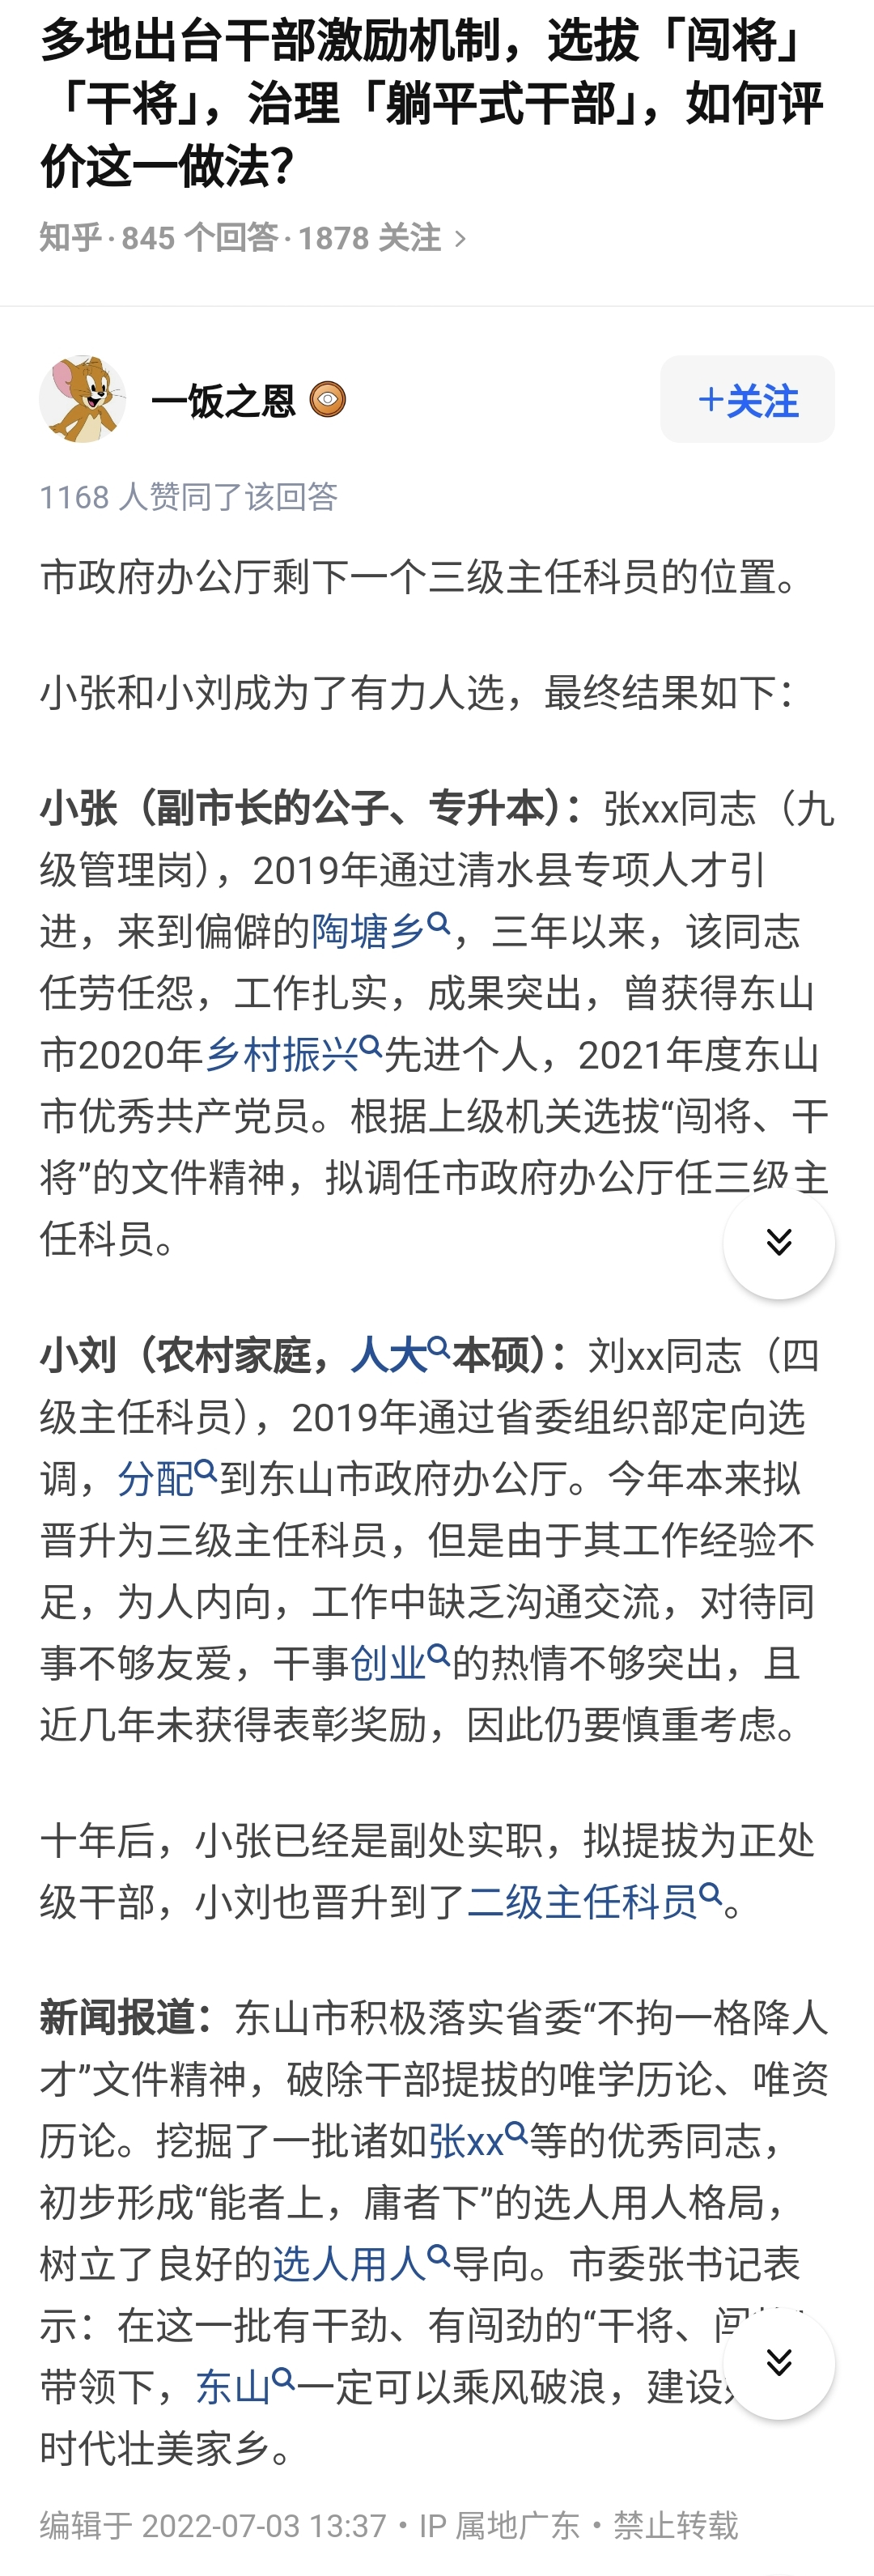 多地出台干部激励机制，选拔「闯将」
「干将」，治理「躺平式干部」，如何评
价这一做法？
知乎·845 个回答·1878 关注 >
一饭之恩
+关注
1168 人赞同了该回答
市政府办公厅剩下一个三级主任科员的位置。
小张和小刘成为了有力人选，最终结果如下：
小张（副市长的公子、专升本）：张xx同志（九
级管理岗），2019年通过清水县专项人才引
进，来到偏僻的陶塘乡，三年以来，该同志
任劳任怨，工作扎实，成果突出，曾获得东山
市2020年乡村振兴先进个人，2021年度东山
市优秀共产党员。根据上级机关选拔“闯将、干
将”的文件精神，拟调任市政府办公厅任三级主
任科员。
小刘（农村家庭，人大本硕）：刘xx同志（四
级主任科员），2019年通过省委组织部定向选
调，分配到东山市政府办公厅。今年本来拟
晋升为三级主任科员，但是由于其工作经验不
足，为人内向，工作中缺乏沟通交流，对待同
事不够友爱，干事创业的热情不够突出，且
近几年未获得表彰奖励，因此仍要慎重考虑。
十年后，小张已经是副处实职，拟提拔为正处
级干部，小刘也晋升到了二级主任科员。
新闻报道：东山市积极落实省委“不拘一格降人
才”文件精神，破除干部提拔的唯学历论、唯资
历论。挖掘了一批诸如张xx等的优秀同志，
初步形成“能者上，庸者下”的选人用人格局，
树立了良好的选人用人导向。市委张书记表
示：在这一批有干劲、有闯劲的“干将、闯
带领下，东山一定可以乘风破浪，建设
时代壮美家乡。
编辑于 2022-07-03 13:37·IP 属地广东·禁止转载